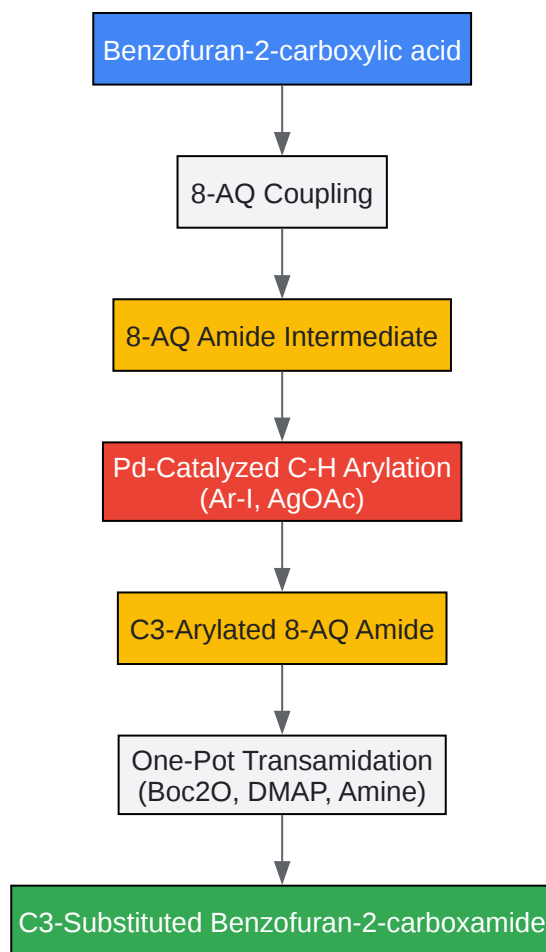 Benzofuran-2-carboxylic acid
8-AQ Coupling
8-AQ Amide Intermediate
Pd-Catalyzed C-H Arylation
(Ar-I, AgOAc)
C3-Arylated 8-AQ Amide
One-Pot Transamidation
(Boc2O, DMAP, Amine)
C3-Substituted Benzofuran-2-carboxamide